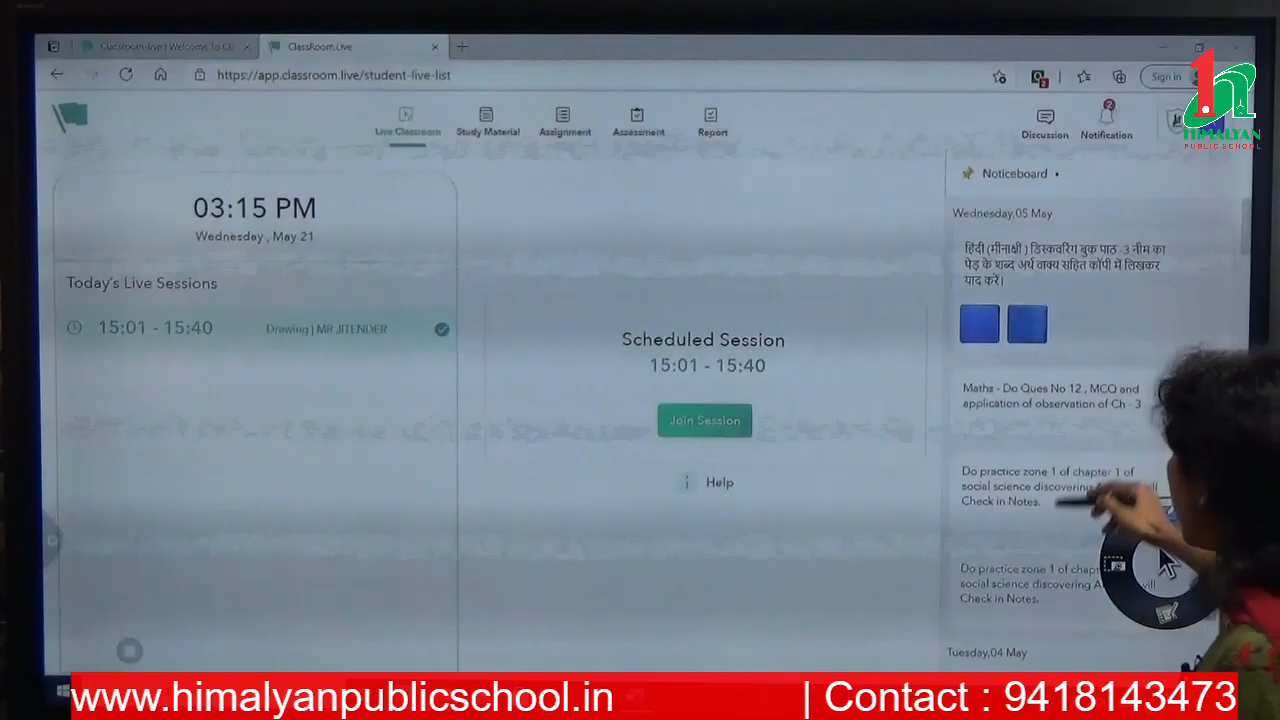 Classroom-live | Welcome To Cl
ClassRoom.Live
https://app.classroom.live/student-live-list
Sign in
2
1h
HIMALYAN
PUBLIC SCHOOL
Live Classroom
Study Material
Assignment
Assessment
Report
Discussion
2
Notification
03:15 PM
Wednesday , May 21
Today's Live Sessions
15:01 - 15:40
Drawing | MR JITENDER
Scheduled Session
15:01 - 15:40
Join Session
i Help
Noticeboard •
Wednesday,05 May
हिंदी (मीनाक्षी ) डिस्कवरिंग बुक पाठ -3 नीम का
पेड़ के शब्द अर्थ वाक्य सहित कॉपी में लिखकर
याद करें।
Maths - Do Ques No 12 , MCQ and
application of observation of Ch - 3
Do practice zone 1 of chapter 1 of
social science discovering
Check in Notes.
Do practice zone 1 of
social science discovering
Check in Notes.
Tuesday,04 May
www.himalyanpublicschool.in | Contact : 9418143473